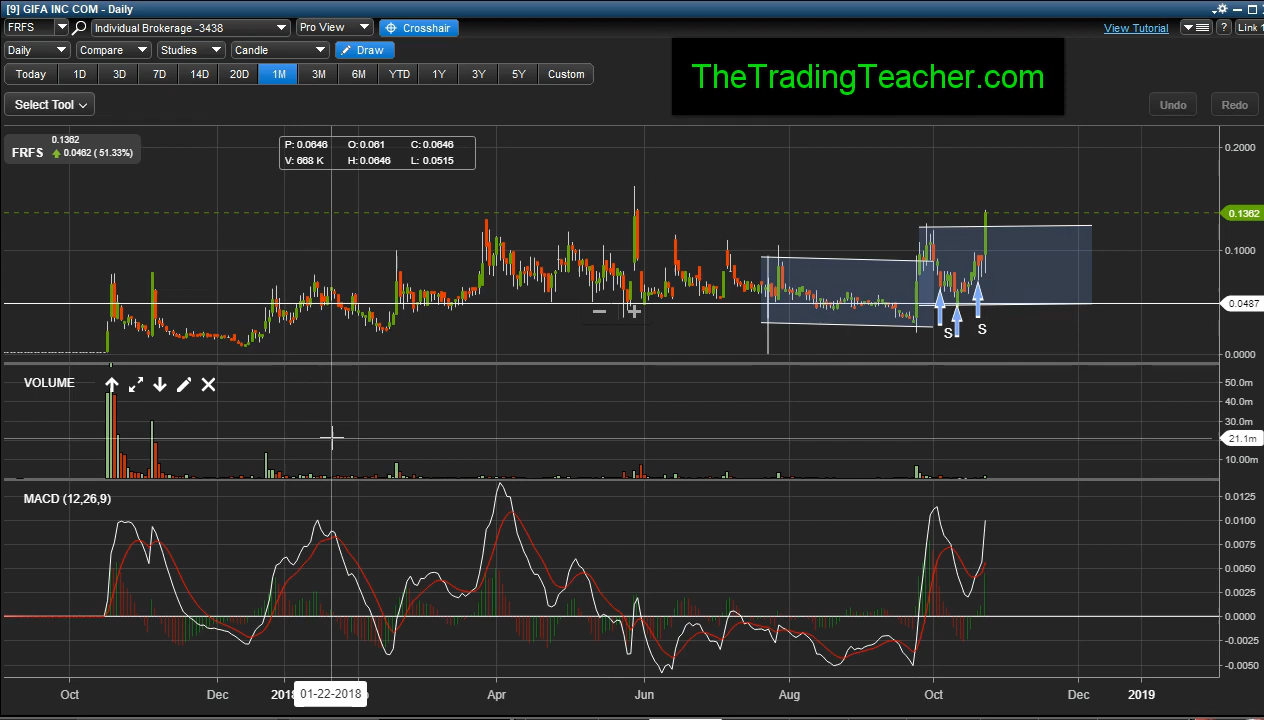 [9] GIFA INC COM - Daily
FRFS Individual Brokerage -3438 Pro View Crosshair View Tutorial ? Link 1
Daily Compare Studies Candle Draw
Today 1D 3D 7D 14D 20D 1M 3M 6M YTD 1Y 3Y 5Y Custom
TheTradingTeacher.com
Select Tool Undo Redo
0.1362
FRFS 0.0462 ( 51.33%)
P: 0.0646 O: 0.061 C: 0.0646
V: 668 K H: 0.0646 L: 0.0515
0.2000
0.1362
0.1000
0.0487
S S
0.0000
VOLUME
50.0m
40.0m
30.0m
21.1m
10.00m
MACD (12,26,9)
0.0125
0.0100
0.0075
0.0050
0.0025
0.0000
-0.0025
-0.0050
Oct Dec 2018 01-22-2018 Apr Jun Aug Oct Dec 2019